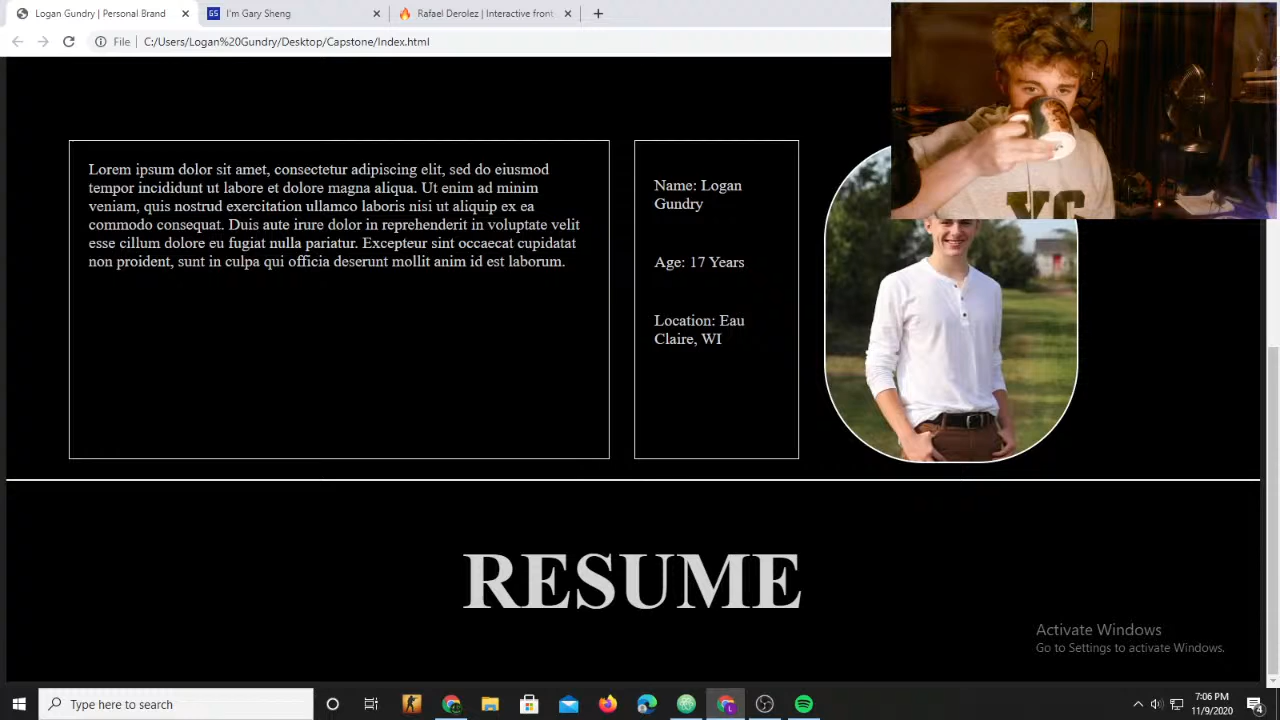 Logan Gundry | Personal Brand
GS I'm Gary Sheng
Rafael Derolez | Interactive front
File | C:/Users/Logan%20Gundry/Desktop/Capstone/Index.html
Lorem ipsum dolor sit amet, consectetur adipiscing elit, sed do eiusmod
tempor incididunt ut labore et dolore magna aliqua. Ut enim ad minim
veniam, quis nostrud exercitation ullamco laboris nisi ut aliquip ex ea
commodo consequat. Duis aute irure dolor in reprehenderit in voluptate velit
esse cillum dolore eu fugiat nulla pariatur. Excepteur sint occaecat cupidatat
non proident, sunt in culpa qui officia deserunt mollit anim id est laborum.
Name: Logan
Gundry
Age: 17 Years
Location: Eau
Claire, WI
RESUME
Activate Windows
Go to Settings to activate Windows.
Type here to search
L
7:06 PM
11/9/2020
4